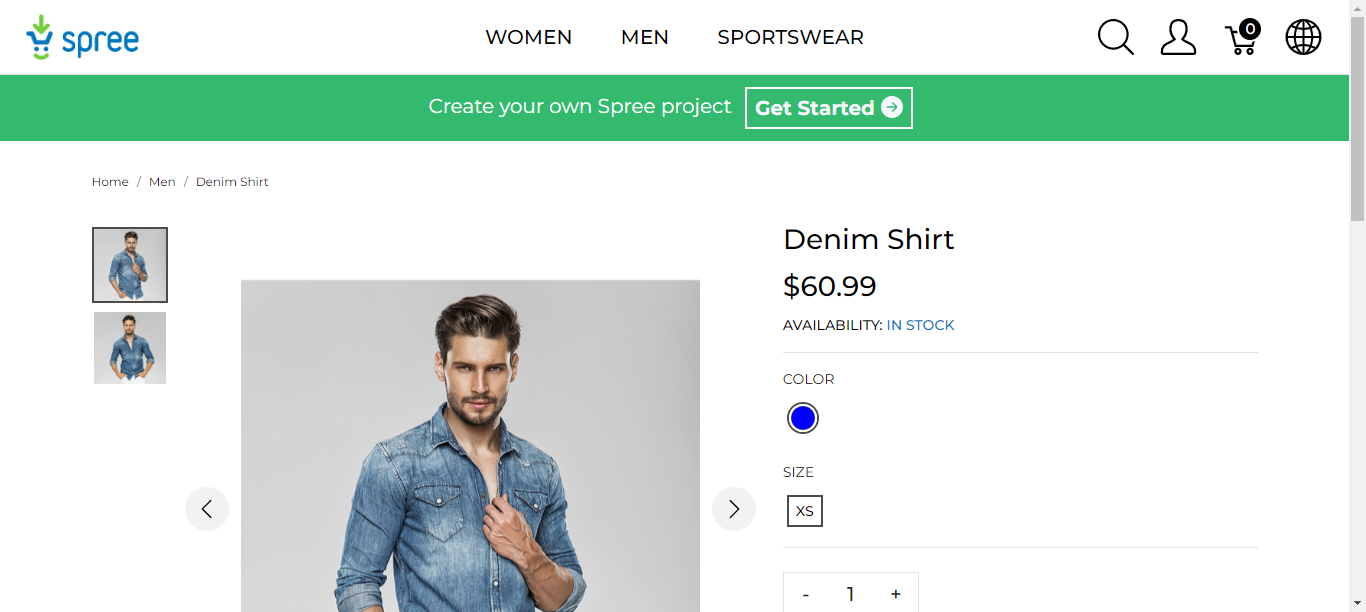 spree
WOMEN MEN SPORTSWEAR
0
Create your own Spree project Get Started
Home / Men / Denim Shirt
Denim Shirt
$60.99
AVAILABILITY: IN STOCK
COLOR
SIZE
XS
- 1 +